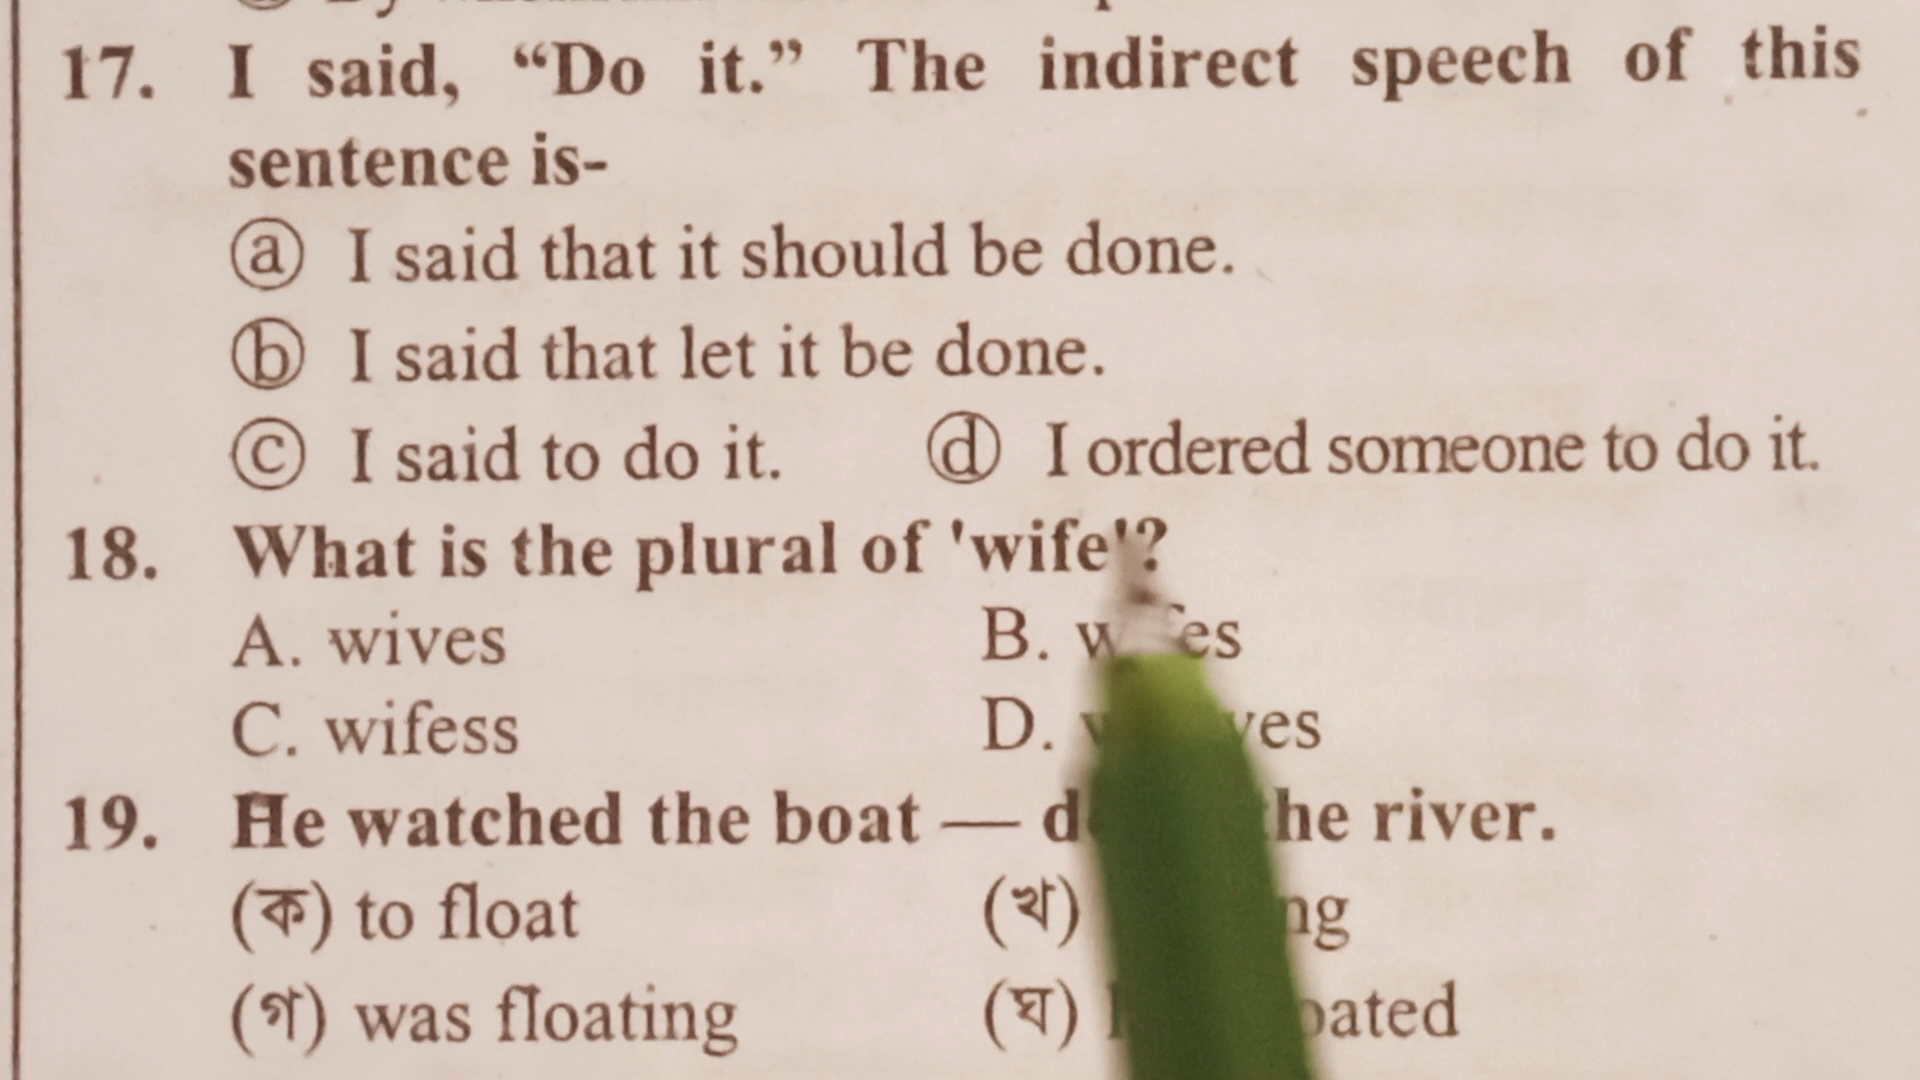 17. I said, “Do it.” The indirect speech of this
sentence is-
ⓐ I said that it should be done.
ⓑ I said that let it be done.
ⓒ I said to do it. ⓓ I ordered someone to do it.
18. What is the plural of 'wife'?
A. wives B.
C. wifess D.
19. He watched the boat — the river.
(ক) to float (খ)
(গ) was floating (ঘ)